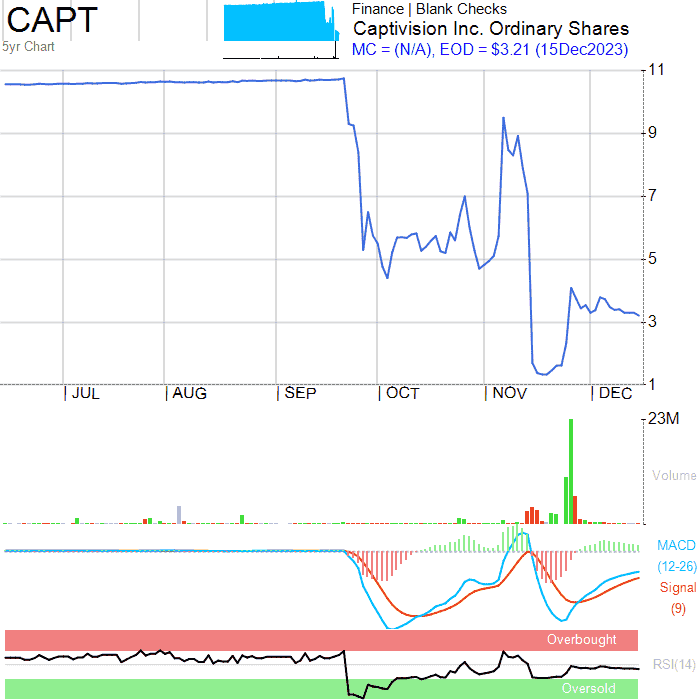 CAPT
5yr Chart
Finance | Blank Checks
Captivision Inc. Ordinary Shares
MC = (N/A), EOD = $3.21 (15Dec2023)
11
9
7
5
3
1
JUL
AUG
SEP
OCT
NOV
DEC
23M
Volume
MACD
(12-26)
Signal
(9)
Overbought
RSI(14)
Oversold